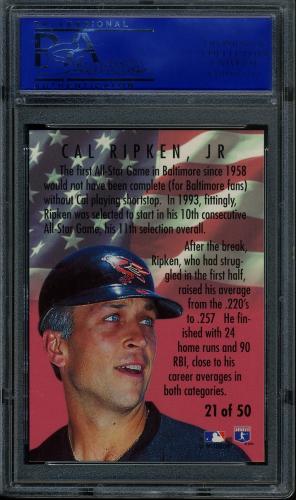 PROFESSIONAL
AUTHENTICATOR
CAL RIPKEN, JR
The first All-Star Game in Baltimore since 1958
would not have been complete (for Baltimore fans)
without Cal playing shortstop. In 1993, fittingly,
Ripken was selected to start in his 10th consecutive
All-Star Game, his 11th selection overall.
After the break,
Ripken, who had strug-
gled in the first half,
raised his average
from the .220's
to .257 He fin-
ished with 24
home runs and 90
RBI, close to his
career averages in
both categories.
21 of 50